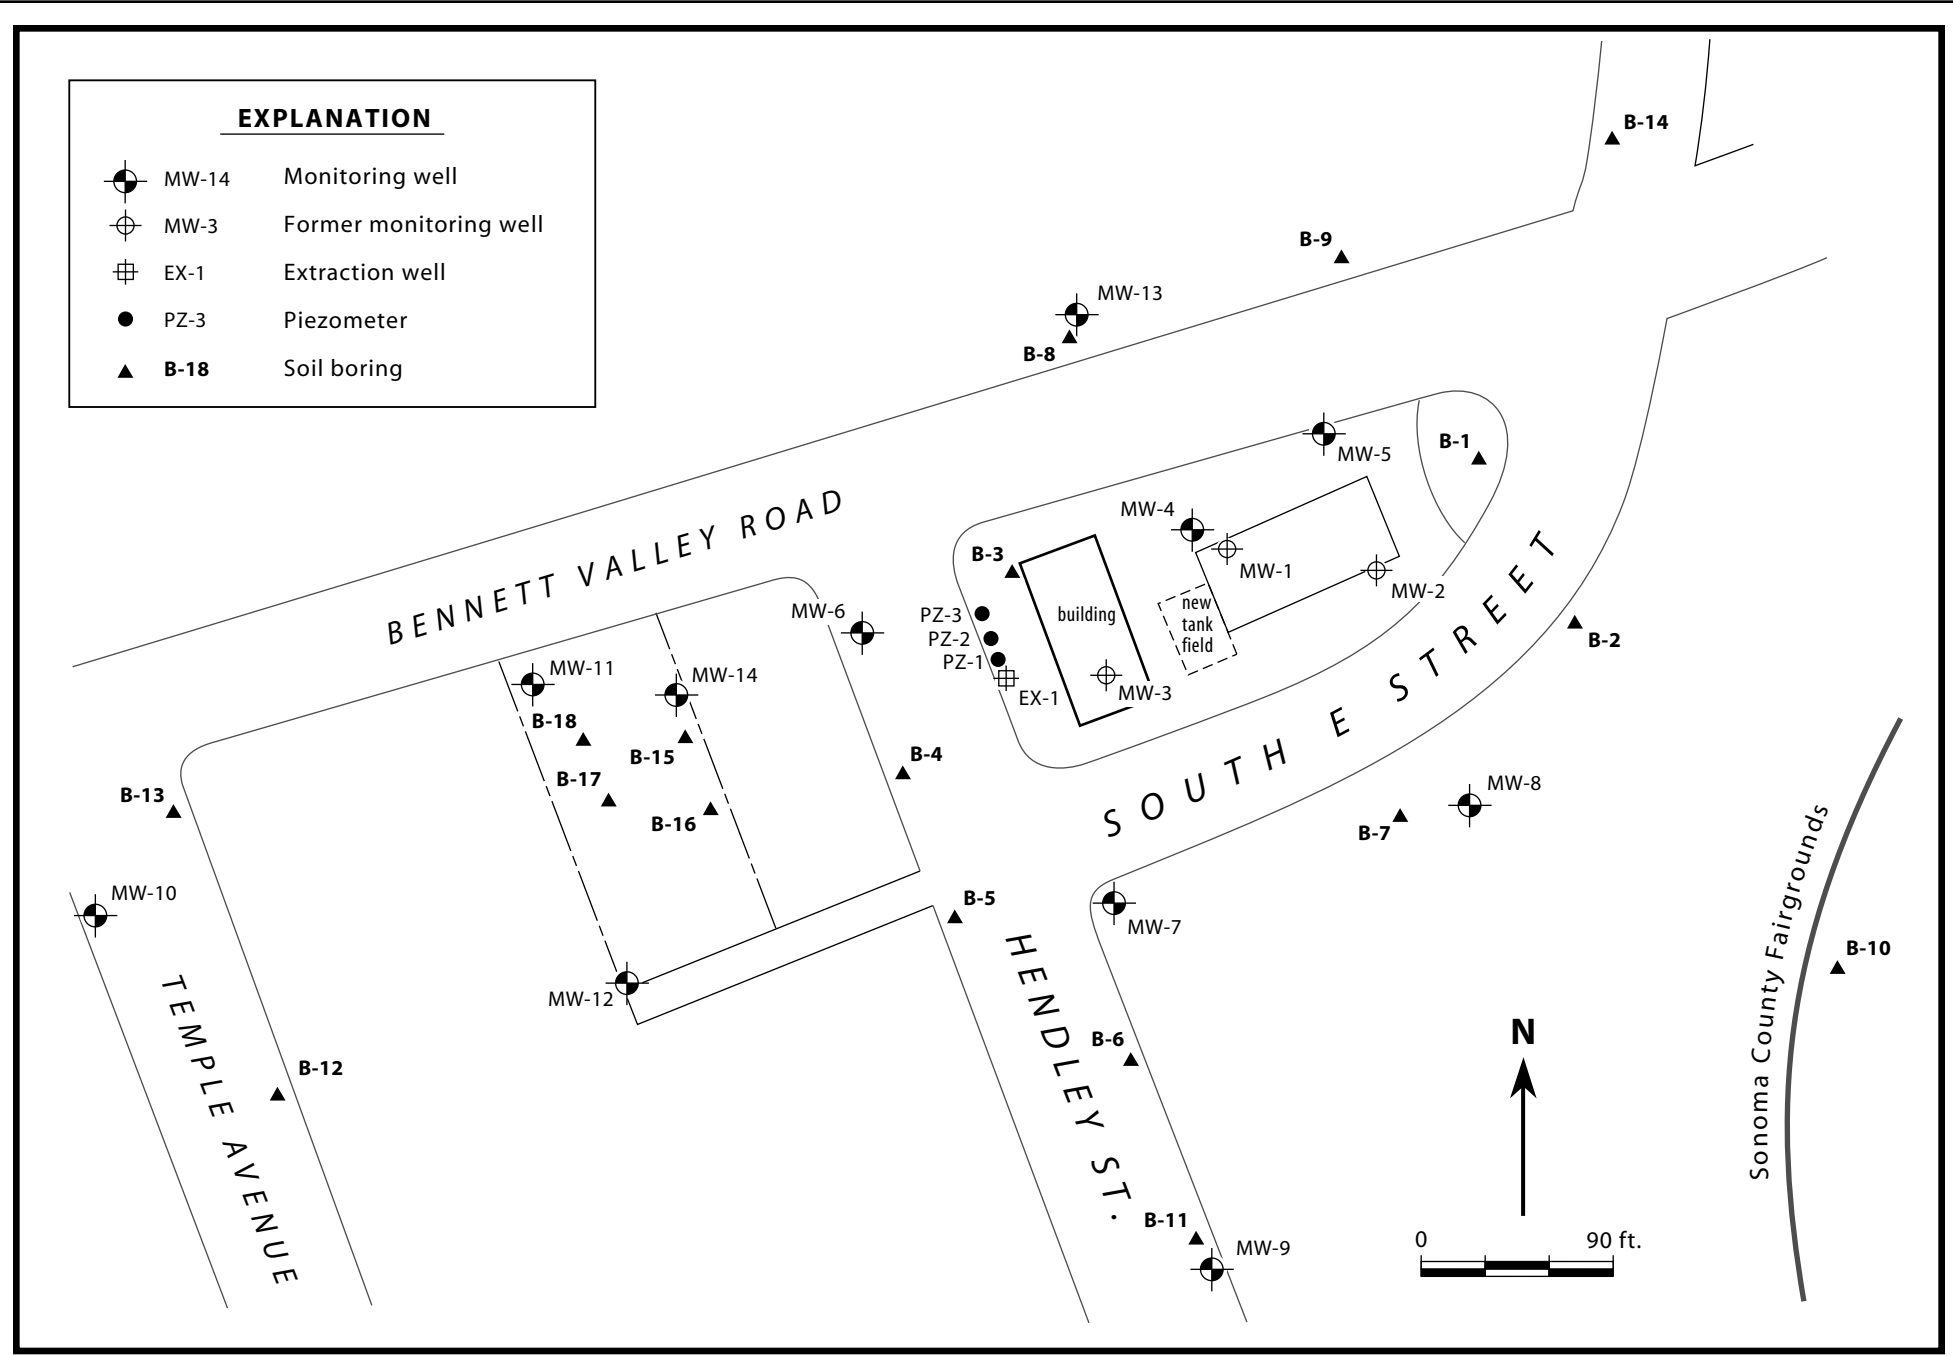 EXPLANATION
MW-14 Monitoring well
MW-3 Former monitoring well
EX-1 Extraction well
PZ-3 Piezometer
B-18 Soil boring
B-14
B-9
MW-13
B-8
MW-5
B-1
BENNETT VALLEY ROAD
MW-4
B-3
MW-1
MW-2
new
tank
field
building
MW-6
PZ-3
PZ-2
PZ-1
EX-1
MW-3
B-2
SOUTH E STREET
MW-11
MW-14
B-18
B-15
B-17
B-16
B-4
B-13
MW-8
B-7
MW-10
B-5
MW-7
Sonoma County Fairgrounds
B-10
MW-12
TEMPLE AVENUE
HENDLEY ST.
B-6
B-12
N
B-11
MW-9
0 90 ft.